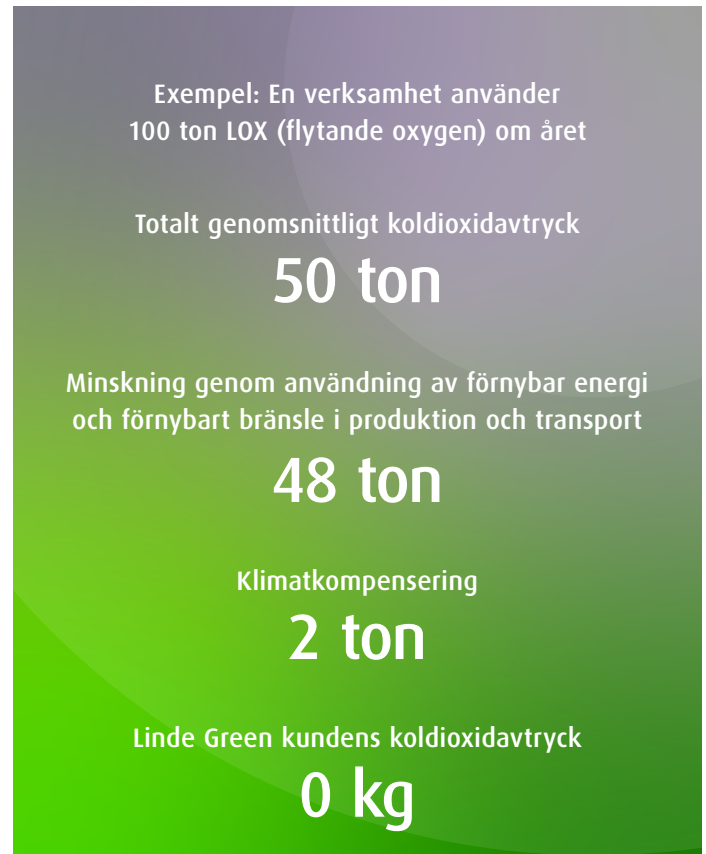 Exempel: En verksamhet använder
100 ton LOX (flytande oxygen) om året
Totalt genomsnittligt koldioxidavtryck
50 ton
Minskning genom användning av förnybar energi
och förnybart bränsle i produktion och transport
48 ton
Klimatkompensering
2 ton
Linde Green kundens koldioxidavtryck
0 kg